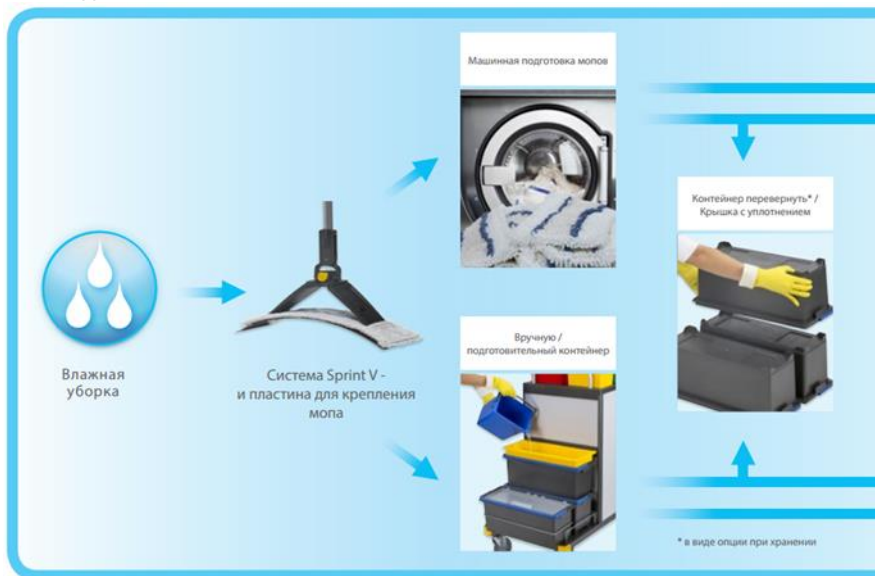 Машинная подготовка мопов
Контейнер перевернуть* /
Крышка с уплотнением
Влажная
уборка
Система Sprint V -
и пластина для крепления
мопа
Вручную /
подготовительный контейнер
* в виде опции при хранении